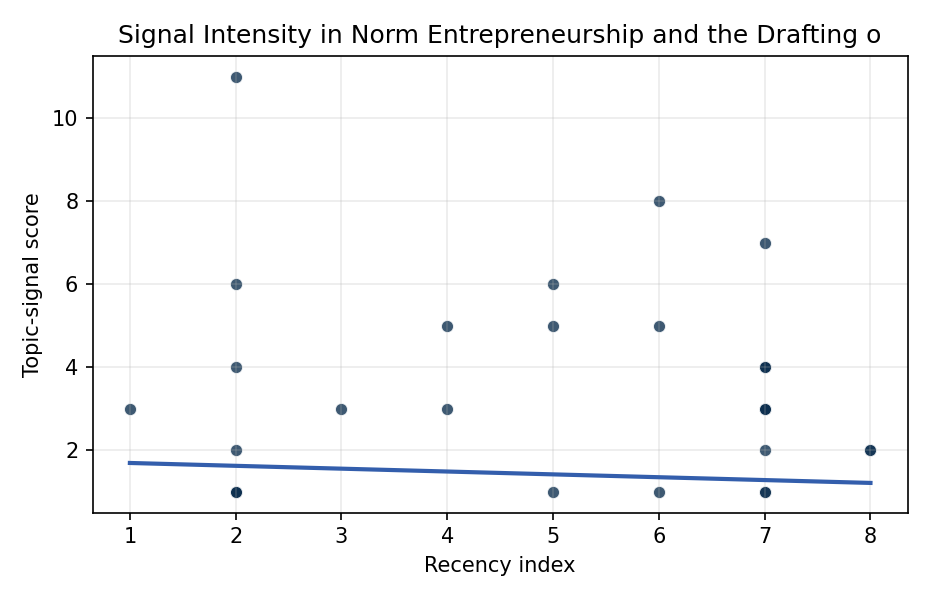 Signal Intensity in Norm Entrepreneurship and the Drafting o
Topic-signal score
10
8
6
4
2
1 2 3 4 5 6 7 8
Recency index